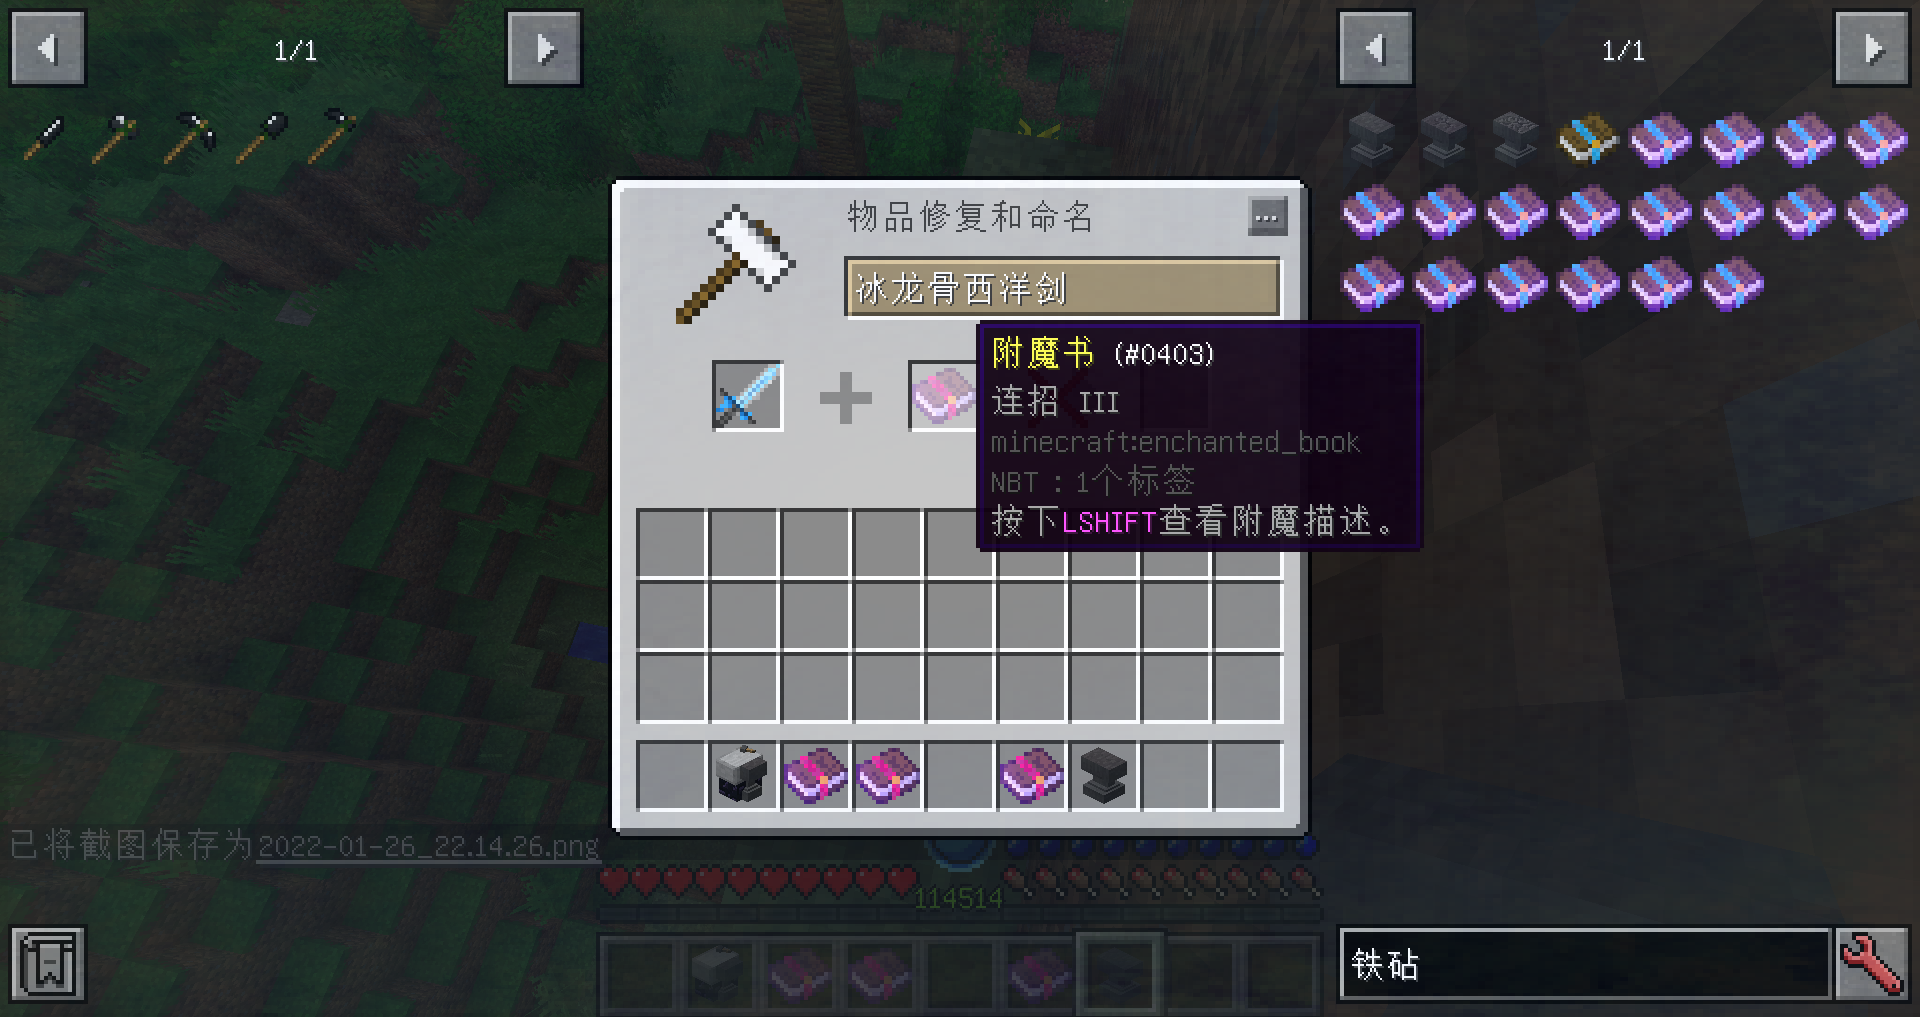 1/1
1/1
物品修复和命名
...
冰龙骨西洋剑
附魔书 (#0403)
连招 III
minecraft:enchanted_book
NBT : 1个标签
按下LSHIFT查看附魔描述。
已将截图保存为2022-01-26_22.14.26.png
114514
铁砧